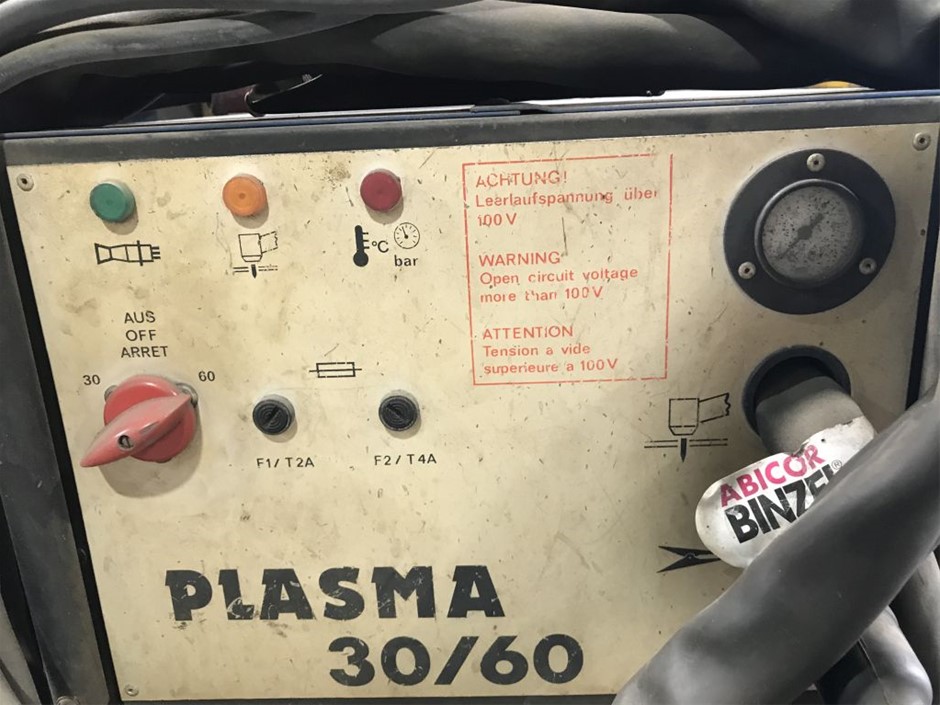 °C
bar
AUS
OFF
ARRET
30
60
F1/T2A
F2/T4A
ACHTUNG!
Leerlaufspannung über
100V
WARNING
Open circuit voltage
more than 100V
ATTENTION
Tension a vide
superieure a 100V
ABICOR
BINZEL®
PLASMA
30/60